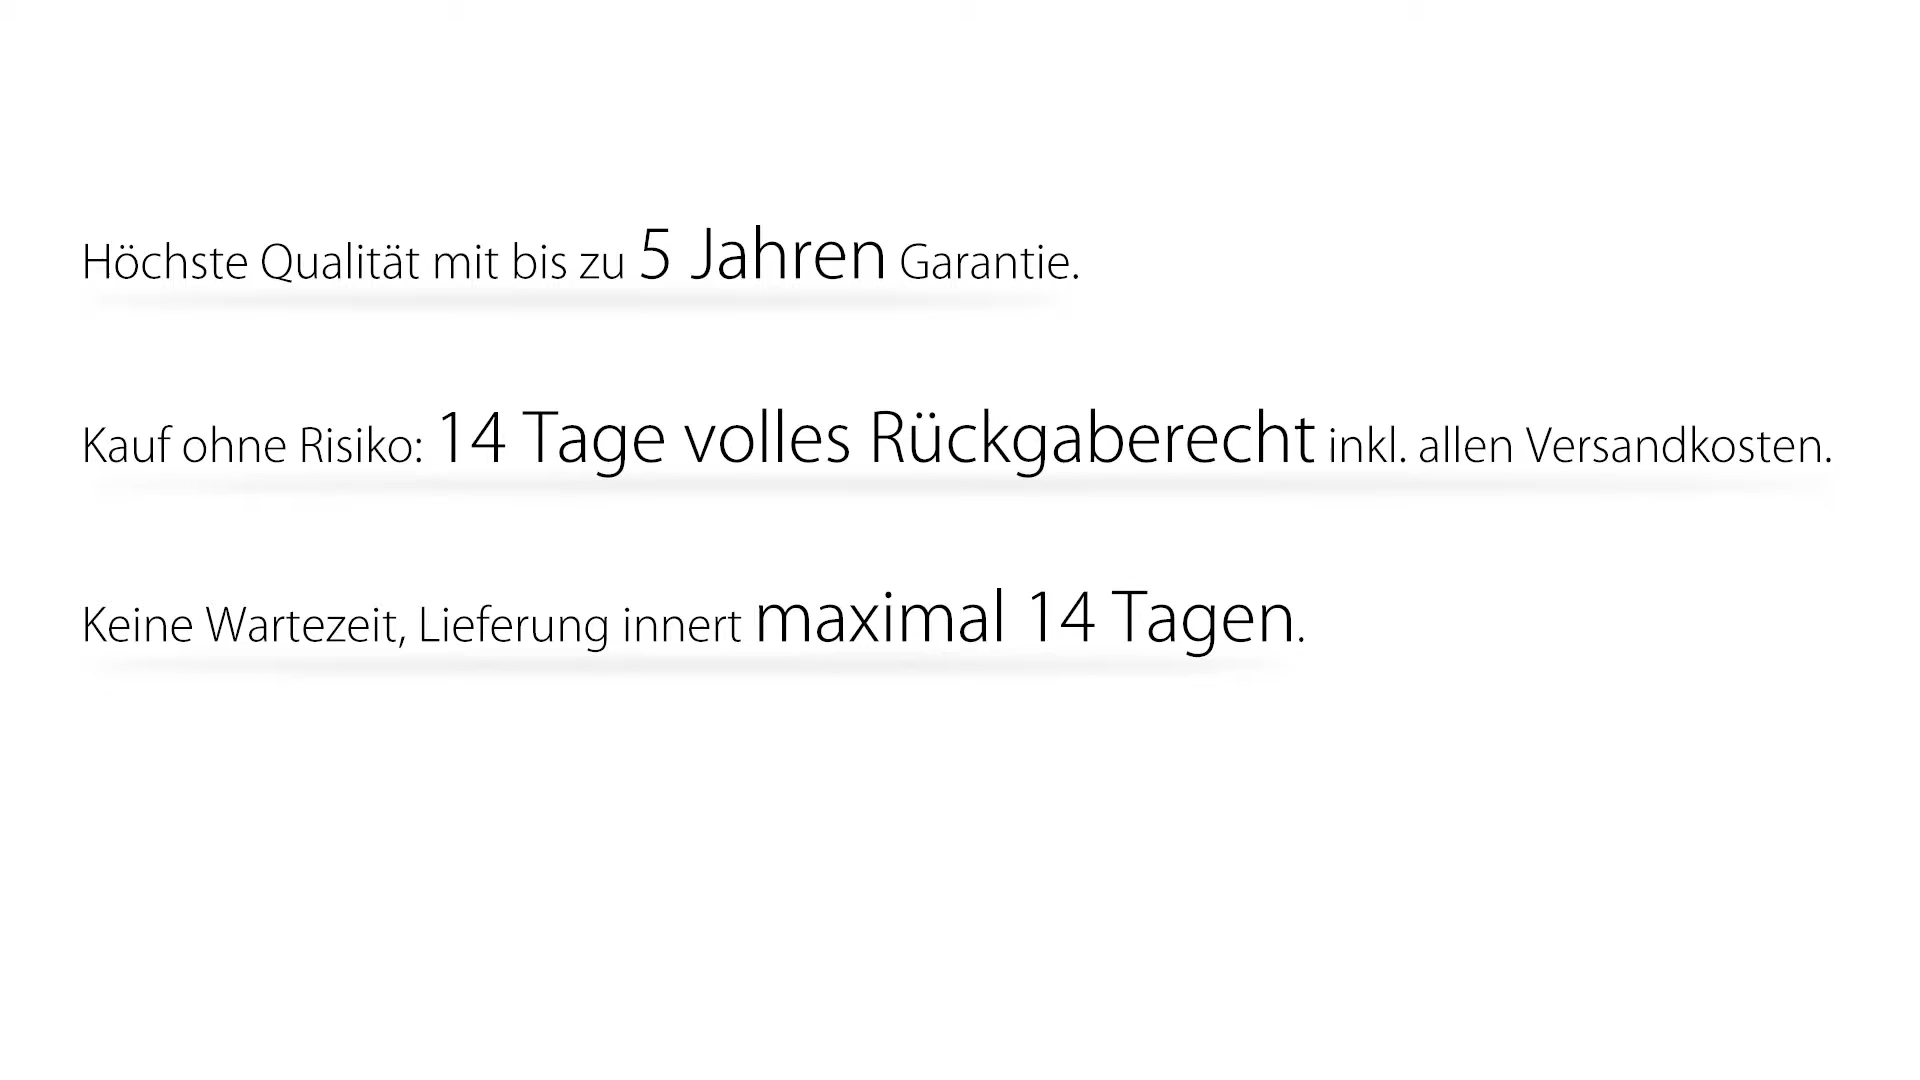 Höchste Qualität mit bis zu 5 Jahren Garantie.
Kauf ohne Risiko: 14 Tage volles Rückgaberecht inkl. allen Versandkosten.
Keine Wartezeit, Lieferung innert maximal 14 Tagen.